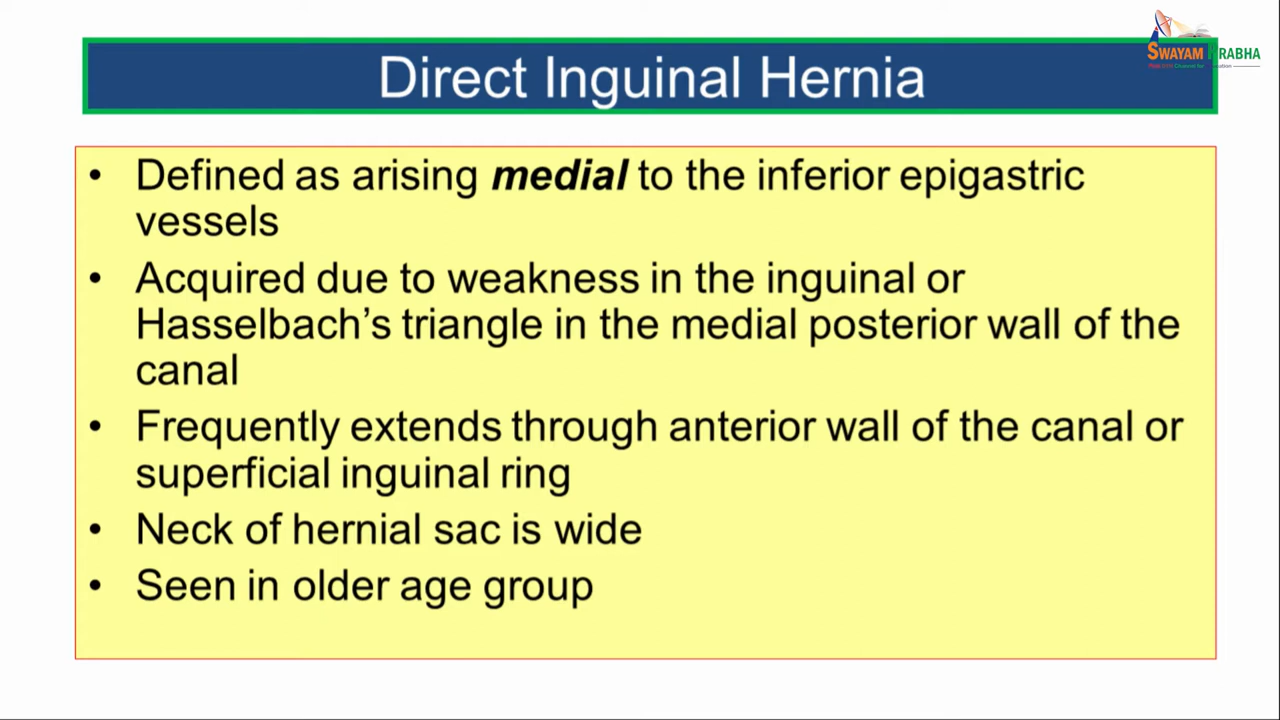 SWAYAM PRABHA
Direct Inguinal Hernia
• Defined as arising medial to the inferior epigastric
vessels
• Acquired due to weakness in the inguinal or
Hasselbach’s triangle in the medial posterior wall of the
canal
• Frequently extends through anterior wall of the canal or
superficial inguinal ring
• Neck of hernial sac is wide
• Seen in older age group